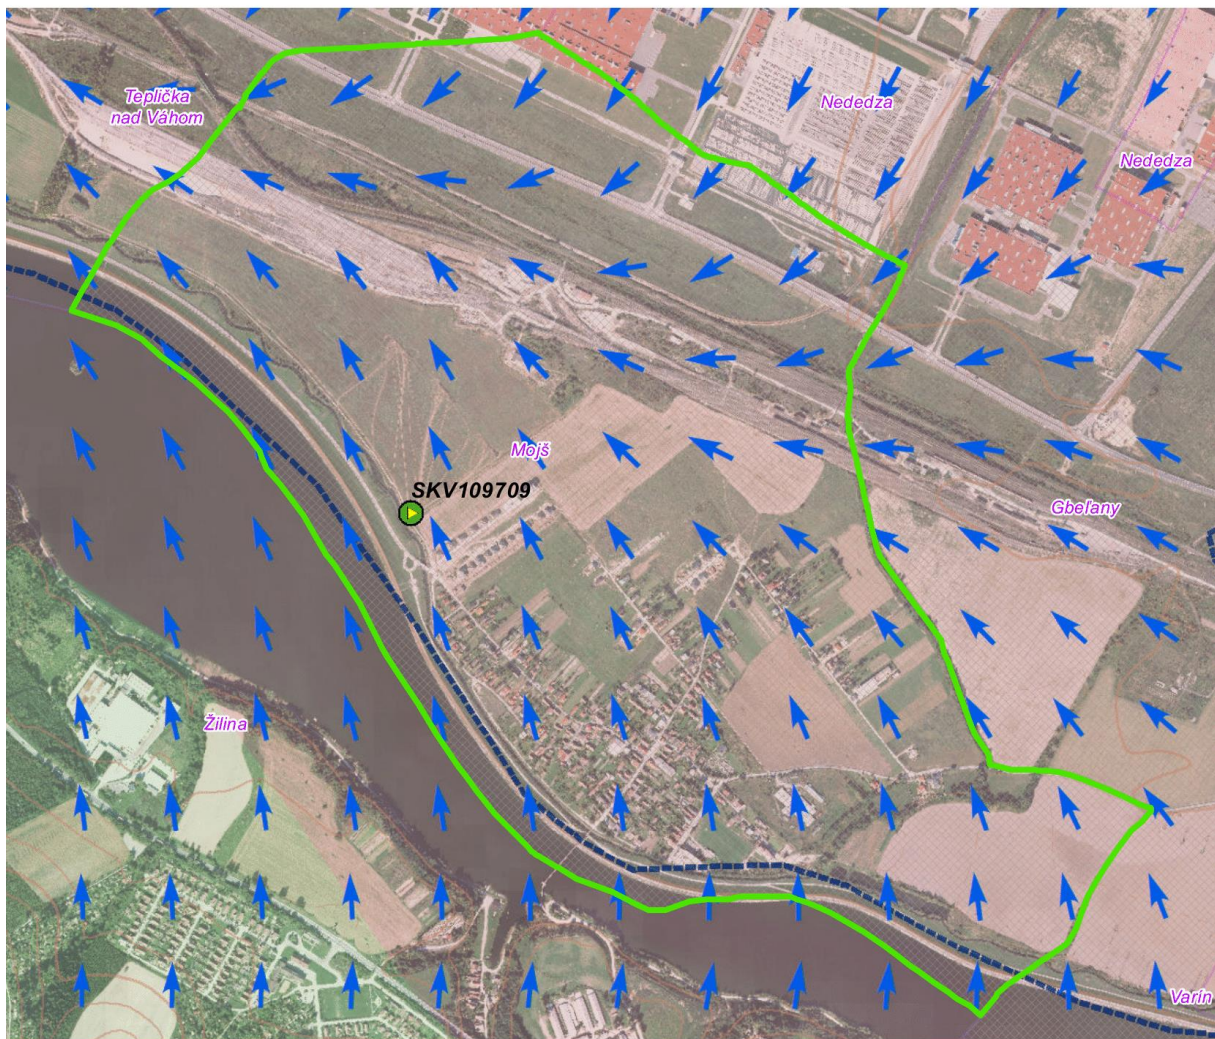 Teplička
nad Váhom
Nededza
Nededza
Mojš
SKV109709
Gbeľany
Žilina
Varín